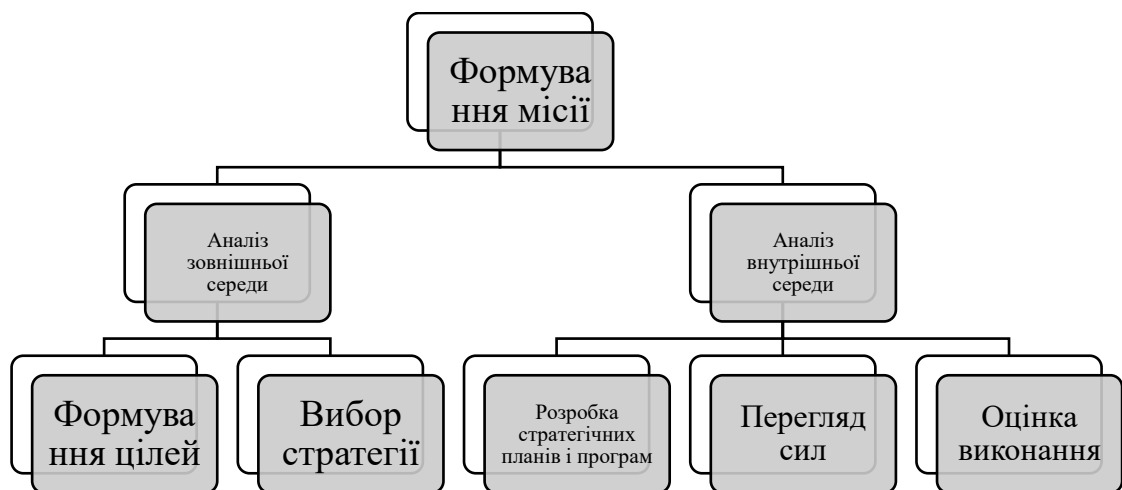 Формува
ння місії
Аналіз
зовнішньої
середи
Аналіз
внутрішньої
середи
Формува
ння цілей
Вибор
стратегії
Розробка
стратегічних
планів і програм
Перегляд
сил
Оцінка
виконання